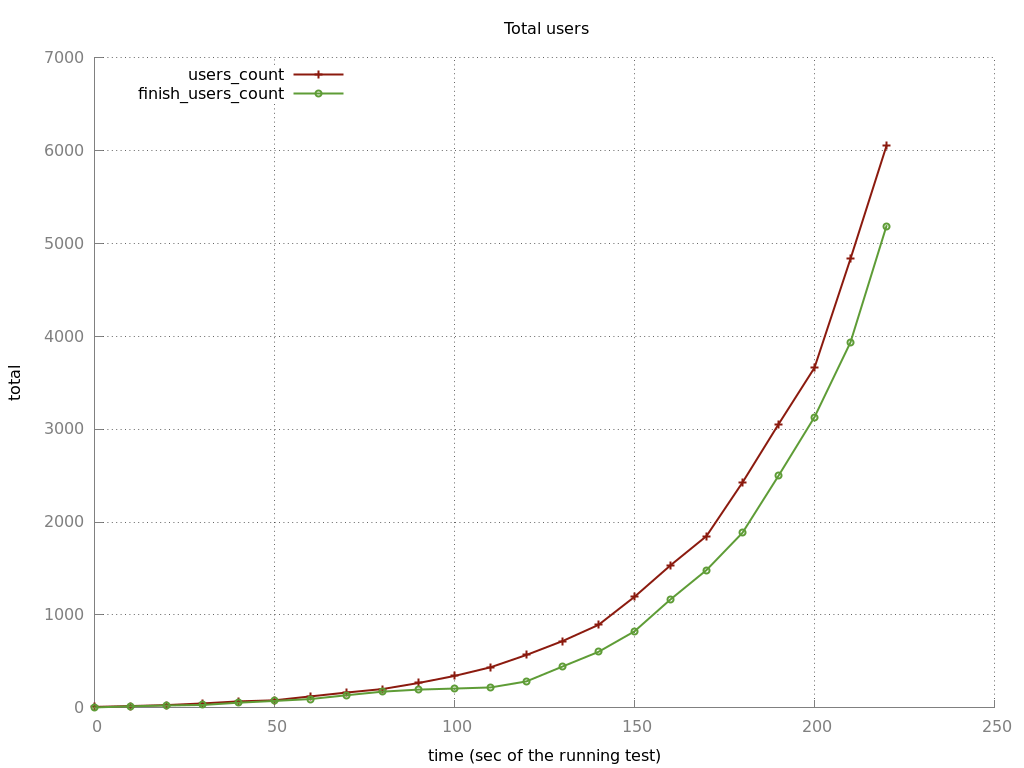 Total users
7000
users_count
finish_users_count
6000
5000
4000
3000
2000
1000
0
total
0 50 100 150 200 250
time (sec of the running test)